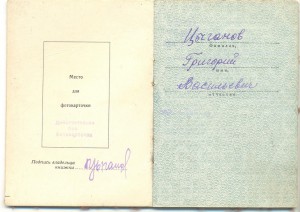 Место
для
фотокарточки
Подпись владельца
книжки Цыганов
Цыганов
фамилия,
Григорий
имя,
Васильевич
отчество